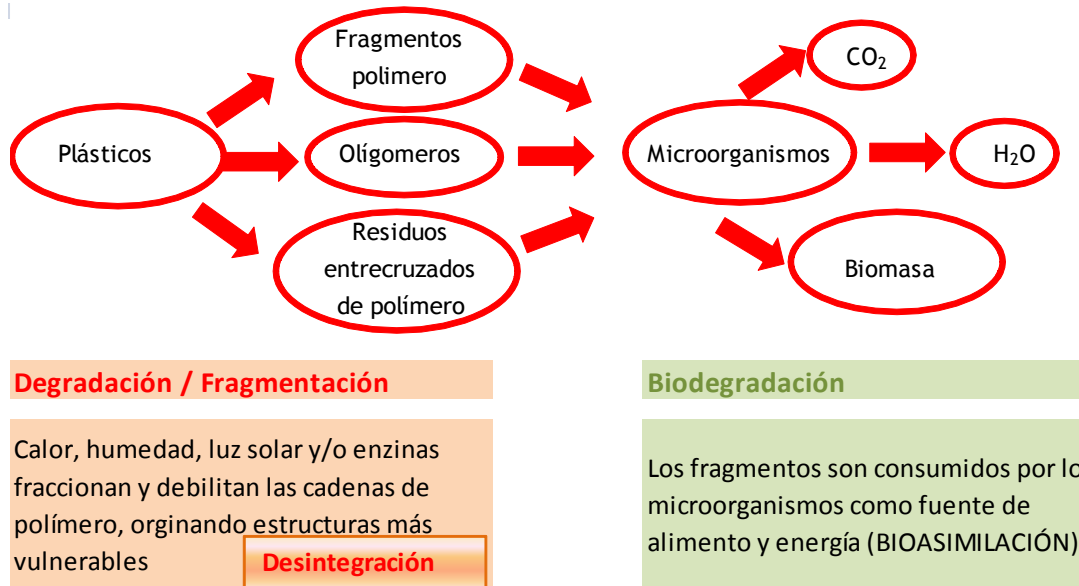 Fragmentos
polimero
CO₂
Plásticos
Olígomeros
Microorganismos
H₂O
Residuos
entrecruzados
de polímero
Biomasa
Degradación / Fragmentación
Calor, humedad, luz solar y/o enzinas
fraccionan y debilitan las cadenas de
polímero, orginando estructuras más
vulnerables
Desintegración
Biodegradación
Los fragmentos son consumidos por lo
microorganismos como fuente de
alimento y energía (BIOASIMILACIÓN)